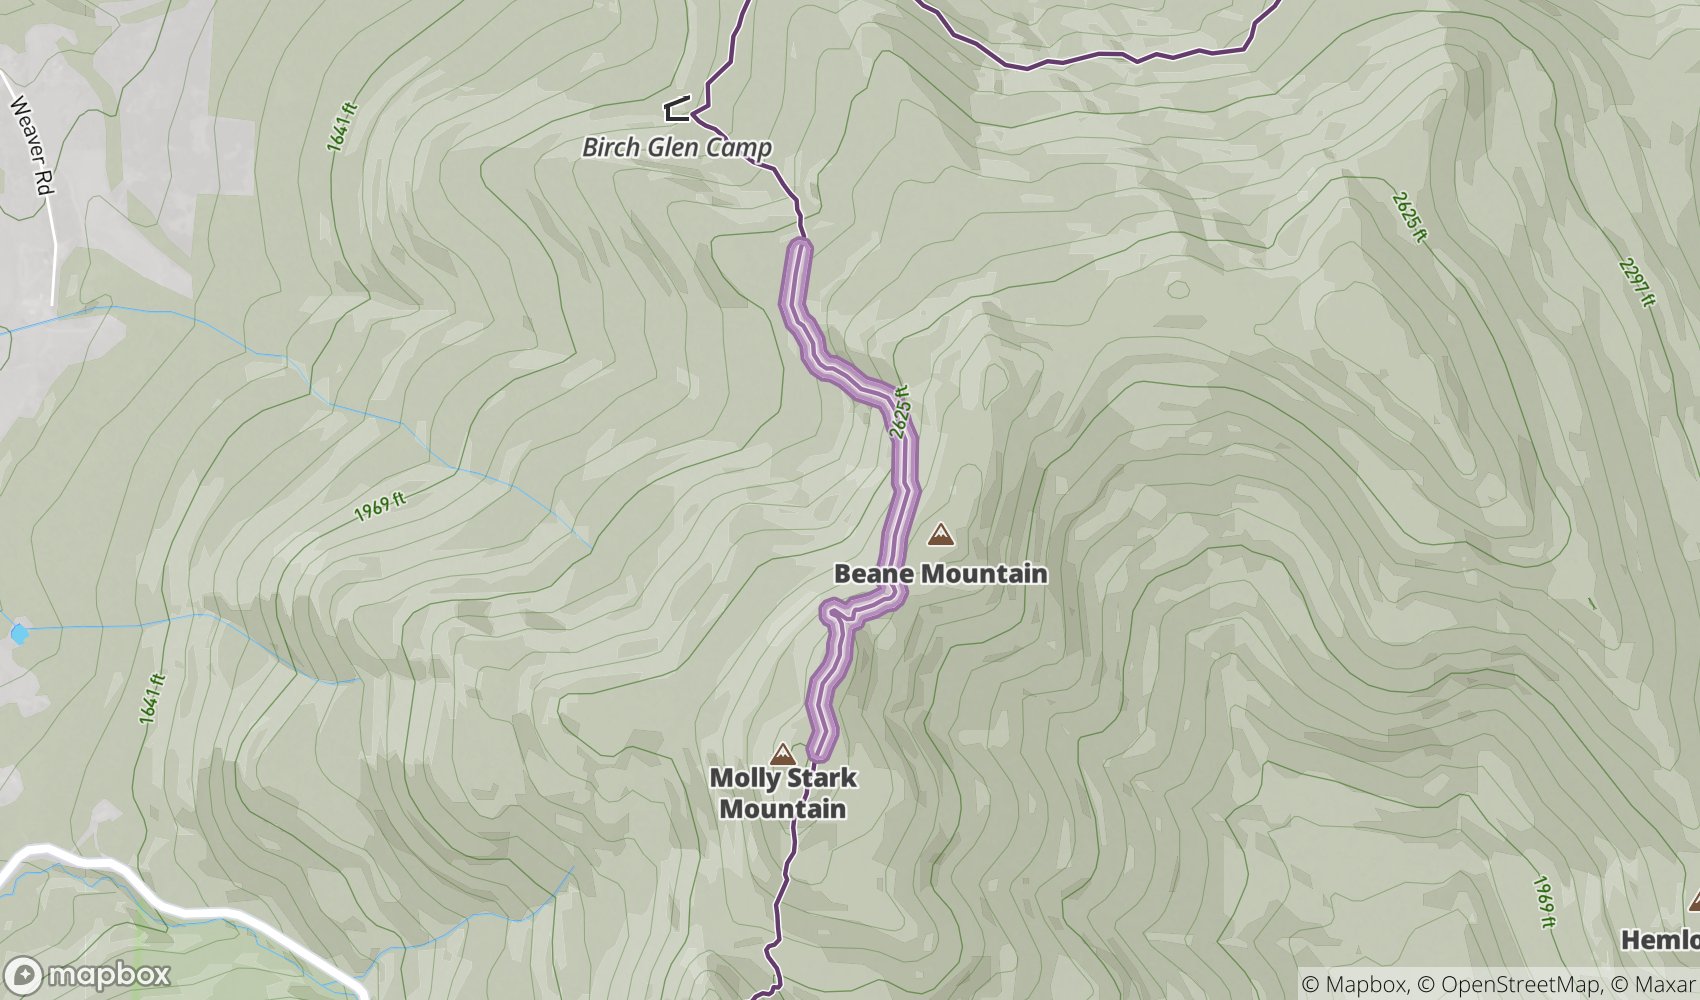 1641 ft
Weaver Rd
Birch Glen Camp
2625 ft
2297 ft
2625 ft
1969 ft
Beane Mountain
1641 ft
Molly Stark
Mountain
1969 ft
Hemlo
mapbox
© Mapbox, © OpenStreetMap, © Maxar